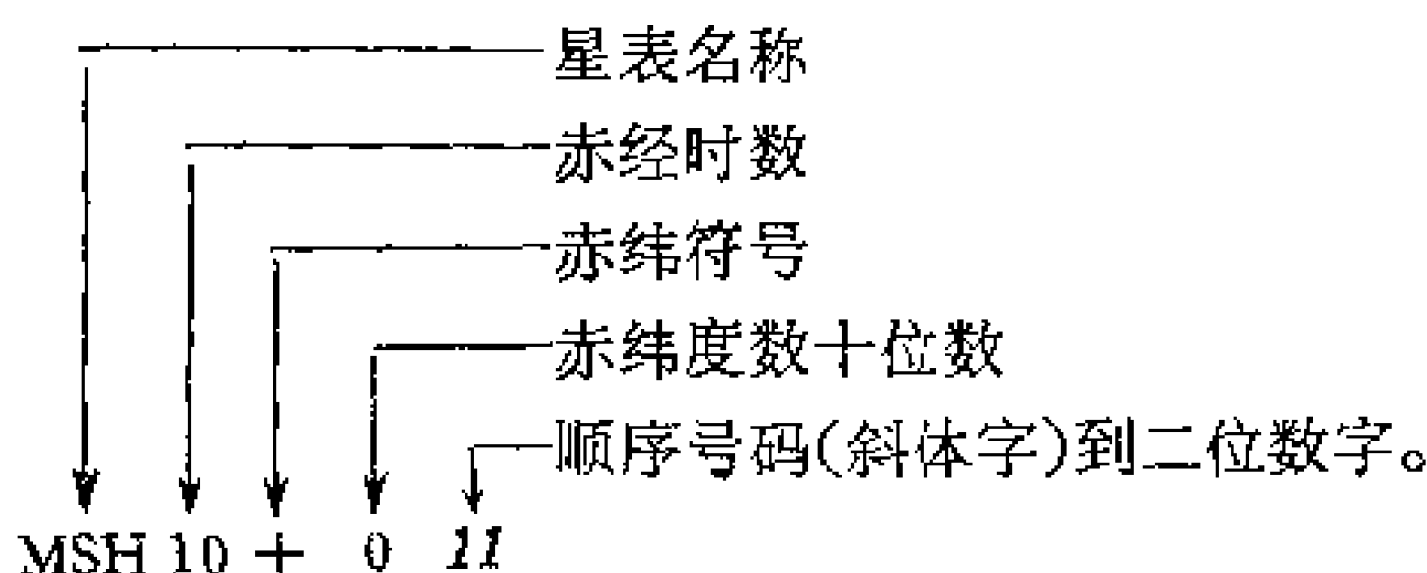 星表名称
赤经时数
赤纬符号
赤纬度数十位数
顺序号码(斜体字)到二位数字。
MSH 10 + 0 11